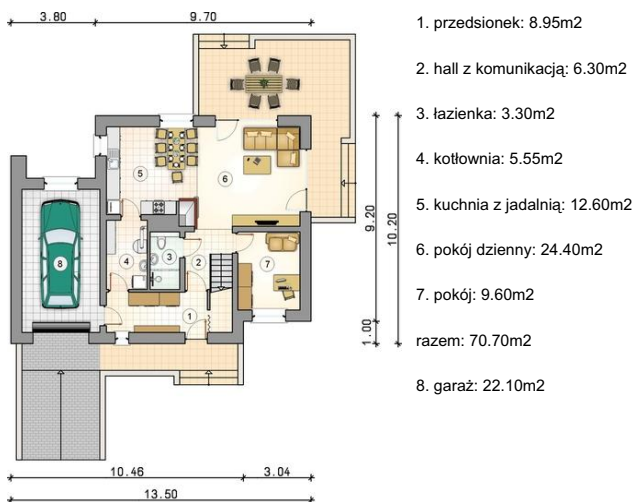 3.80
9.70
1. przedsionek: 8.95m2
2. hall z komunikacją: 6.30m2
3. łazienka: 3.30m2
4. kotłownia: 5.55m2
5. kuchnia z jadalnią: 12.60m2
6. pokój dzienny: 24.40m2
7. pokój: 9.60m2
razem: 70.70m2
8. garaż: 22.10m2
5
6
8
4
3
2
7
1
9.20
10.20
1.00
10.46
3.04
13.50